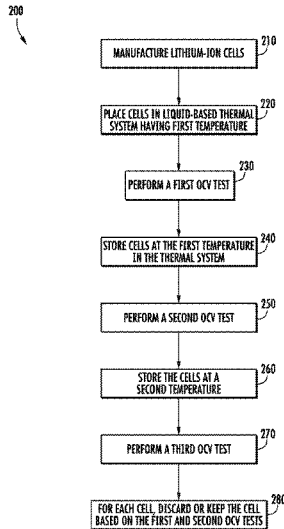 200
210
MANUFACTURE LITHIUM-ION CELLS
220
PLACE CELLS IN LIQUID-BASED THERMAL
SYSTEM HAVING FIRST TEMPERATURE
230
PERFORM A FIRST OCV TEST
240
STORE CELLS AT THE FIRST TEMPERATURE
IN THE THERMAL SYSTEM
250
PERFORM A SECOND OCV TEST
260
STORE THE CELLS AT A
SECOND TEMPERATURE
270
PERFORM A THIRD OCV TEST
280
FOR EACH CELL, DISCARD OR KEEP THE CELL
BASED ON THE FIRST AND SECOND OCV TESTS